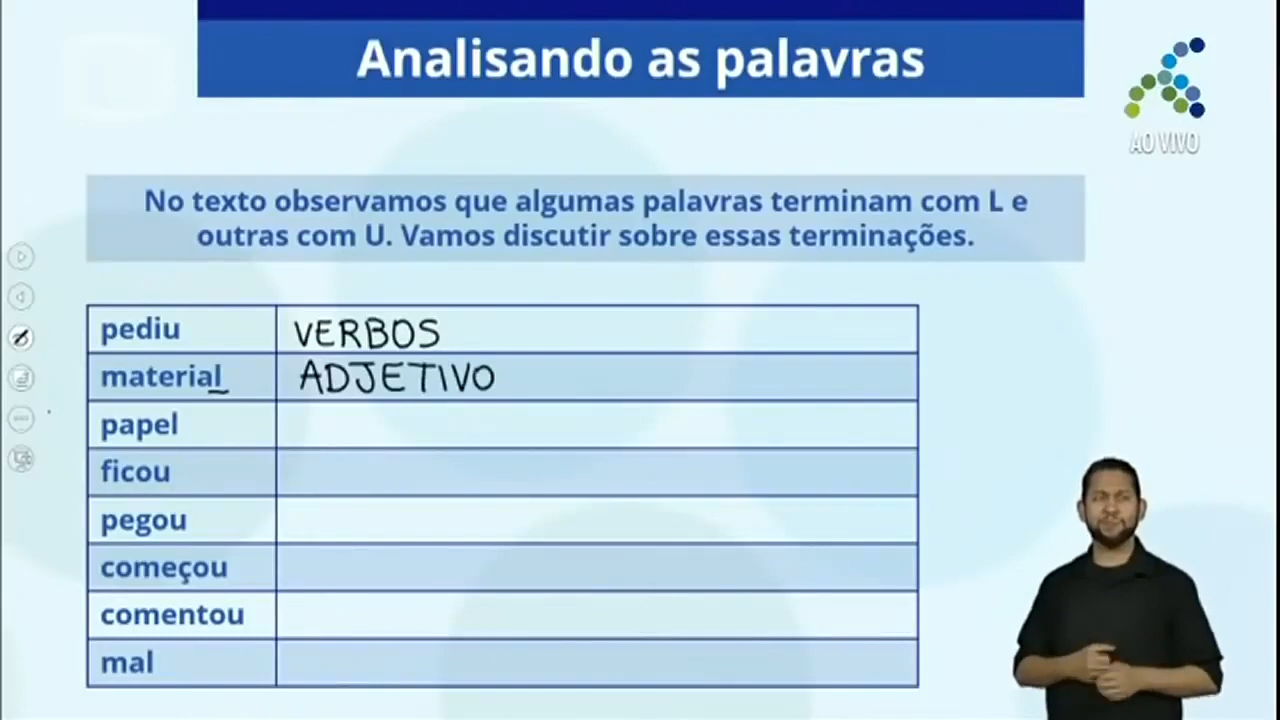 Analisando as palavras
AO VIVO
No texto observamos que algumas palavras terminam com L e
outras com U. Vamos discutir sobre essas terminações.
pediu VERBOS
material ADJETIVO
papel
ficou
pegou
começou
comentou
mal